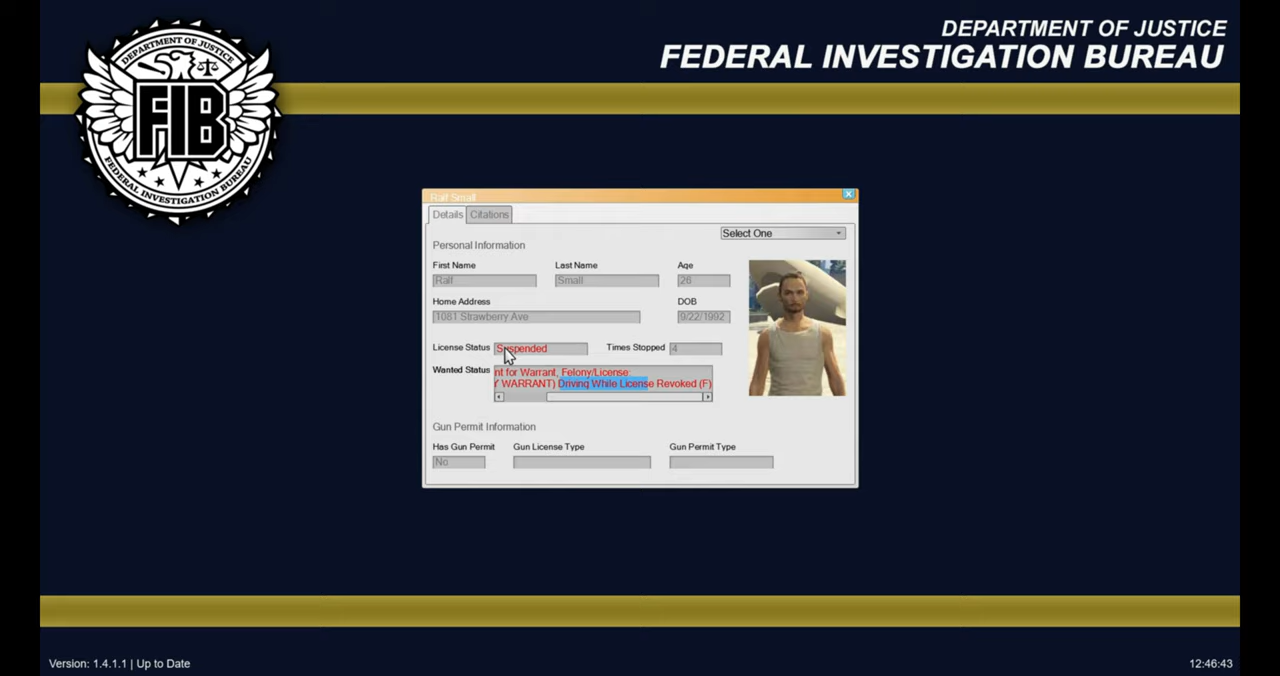 DEPARTMENT OF JUSTICE
FEDERAL INVESTIGATION BUREAU
DEPARTMENT OF JUSTICE
FIB
FEDERAL INVESTIGATION BUREAU
Ralf Small
Details Citations
Select One
Personal Information
First Name Last Name Age
Ralf Small 26
Home Address DOB
1081 Strawberry Ave 9/22/1992
License Status Suspended Times Stopped 4
Wanted Status nt for Warrant, Felony/License:
Y WARRANT) Driving While License Revoked (F)
Gun Permit Information
Has Gun Permit Gun License Type Gun Permit Type
No
Version: 1.4.1.1 | Up to Date 12:46:43